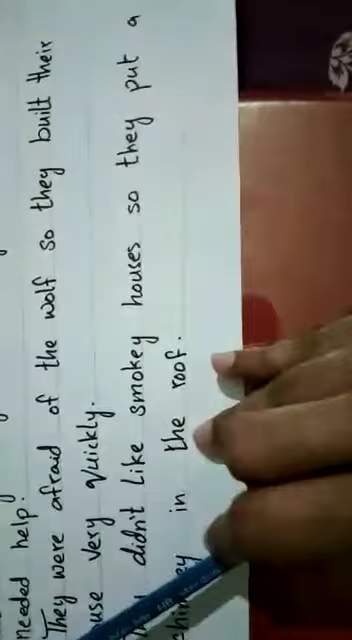 needed help.
They were afraid of the wolf so they built their
use very quickly.
didn't like smokey houses so they put a
in the roof.